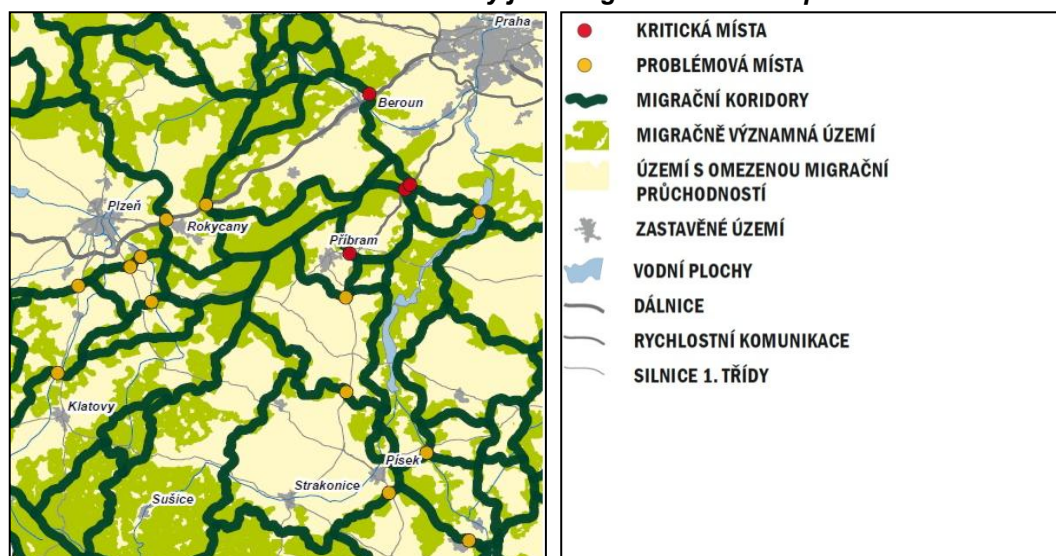 Praha
Beroun
Plzeň
Rokycany
Příbram
Klatovy
Písek
Strakonice
Sušice
KRITICKÁ MÍSTA
PROBLÉMOVÁ MÍSTA
MIGRAČNÍ KORIDORY
MIGRAČNĚ VÝZNAMNÁ ÚZEMÍ
ÚZEMÍ S OMEZENOU MIGRAČNÍ
PRŮCHODNOSTÍ
ZASTAVĚNÉ ÚZEMÍ
VODNÍ PLOCHY
DÁLNICE
RYCHLOSTNÍ KOMUNIKACE
SILNICE 1. TŘÍDY